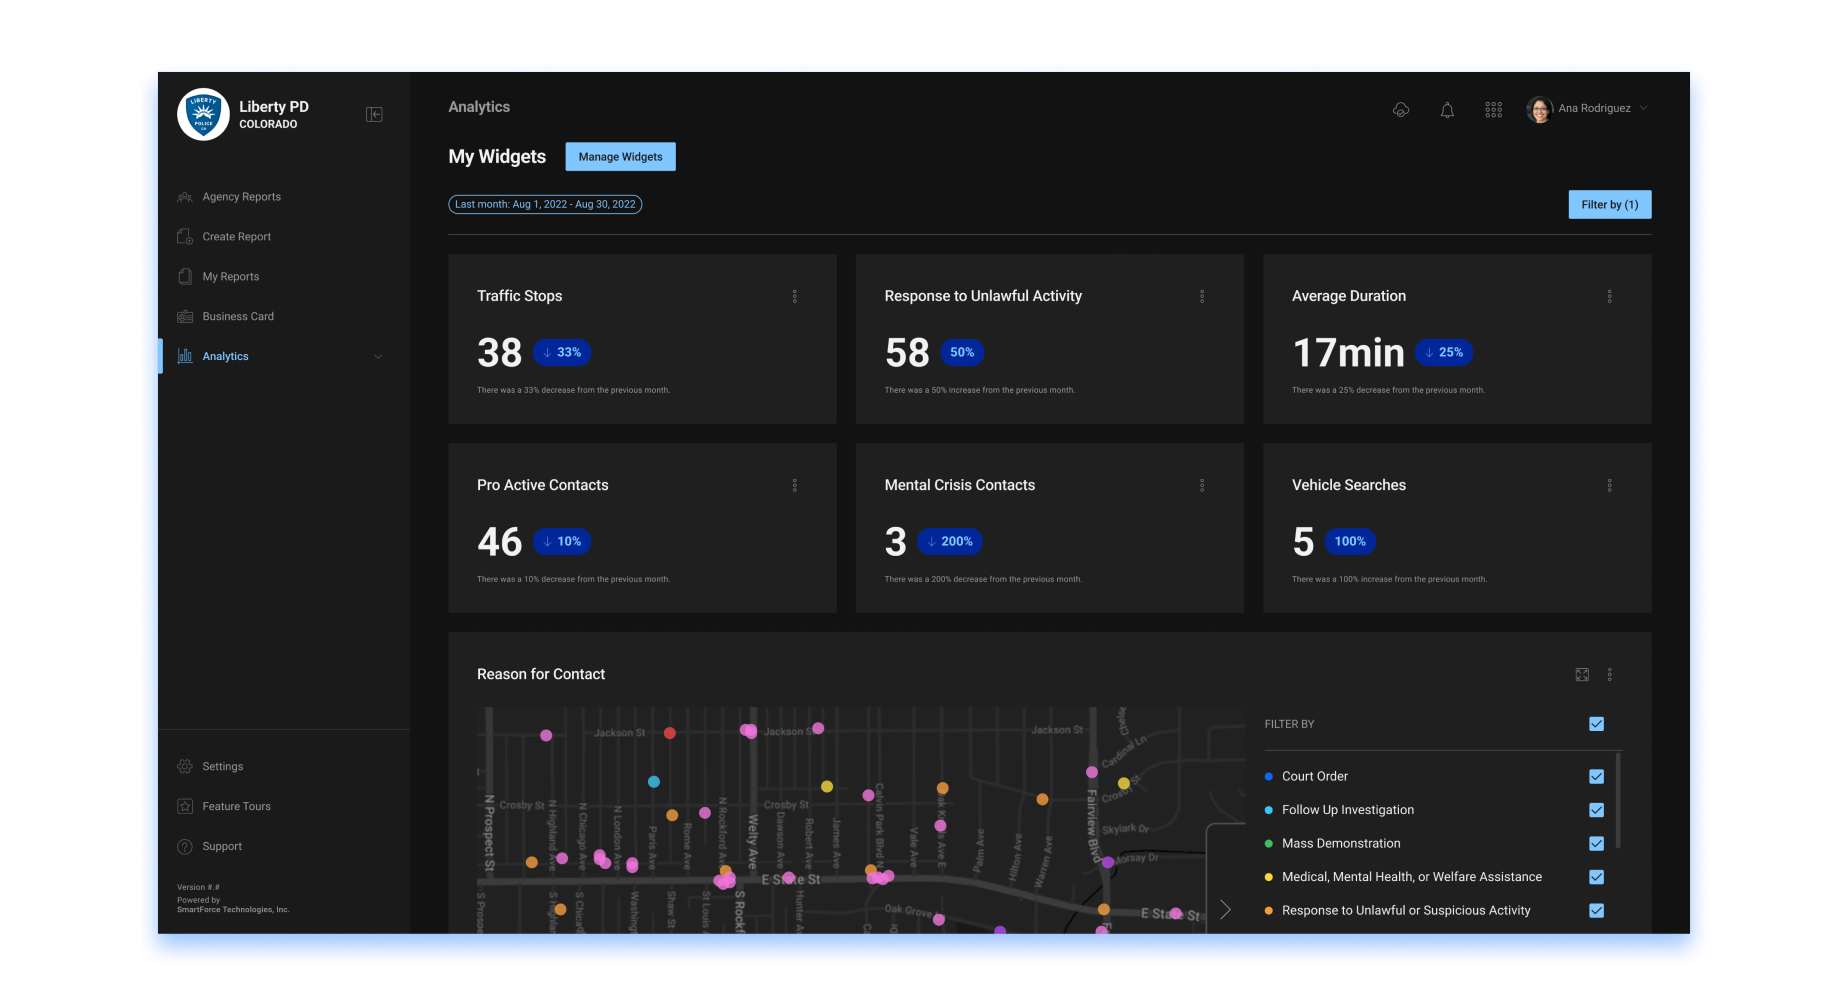 LIBERTY
POLICE
CO
Liberty PD
COLORADO
Agency Reports
Create Report
My Reports
Business Card
Analytics
Settings
Feature Tours
Support
Version #.#
Powered by
SmartForce Technologies, Inc.
Analytics
Ana Rodriguez
My Widgets
Manage Widgets
Last month: Aug 1, 2022 - Aug 30, 2022
Filter by (1)
Traffic Stops
38
↓ 33%
There was a 33% decrease from the previous month.
Response to Unlawful Activity
58
50%
There was a 50% increase from the previous month.
Average Duration
17min
↓ 25%
There was a 25% decrease from the previous month.
Pro Active Contacts
46
↓ 10%
There was a 10% decrease from the previous month.
Mental Crisis Contacts
3
↓ 200%
There was a 200% decrease from the previous month.
Vehicle Searches
5
100%
There was a 100% increase from the previous month.
Reason for Contact
Jackson St
Jackson St
Jackson St
Cardinal Ln
Crosby St
Crosby St
Crosby St
Skylark Dr
Morsay Dr
N Prospect St
N Highland Ave
N Chicago Ave
N London Ave
Paris Ave
Rome Ave
N Rockford Ave
Welty Ave
Dawson Ave
Robert Ave
James Ave
Calvin Park Blvd N
Vale Ave
Palm Ave
Hilton Ave
Warren Ave
Fairview Blvd
E State St
E State St
Oak Grove
S Chica
Washing
Shaw St
St Louis
S Rockf
Hunter A
FILTER BY
Court Order
Follow Up Investigation
Mass Demonstration
Medical, Mental Health, or Welfare Assistance
Response to Unlawful or Suspicious Activity